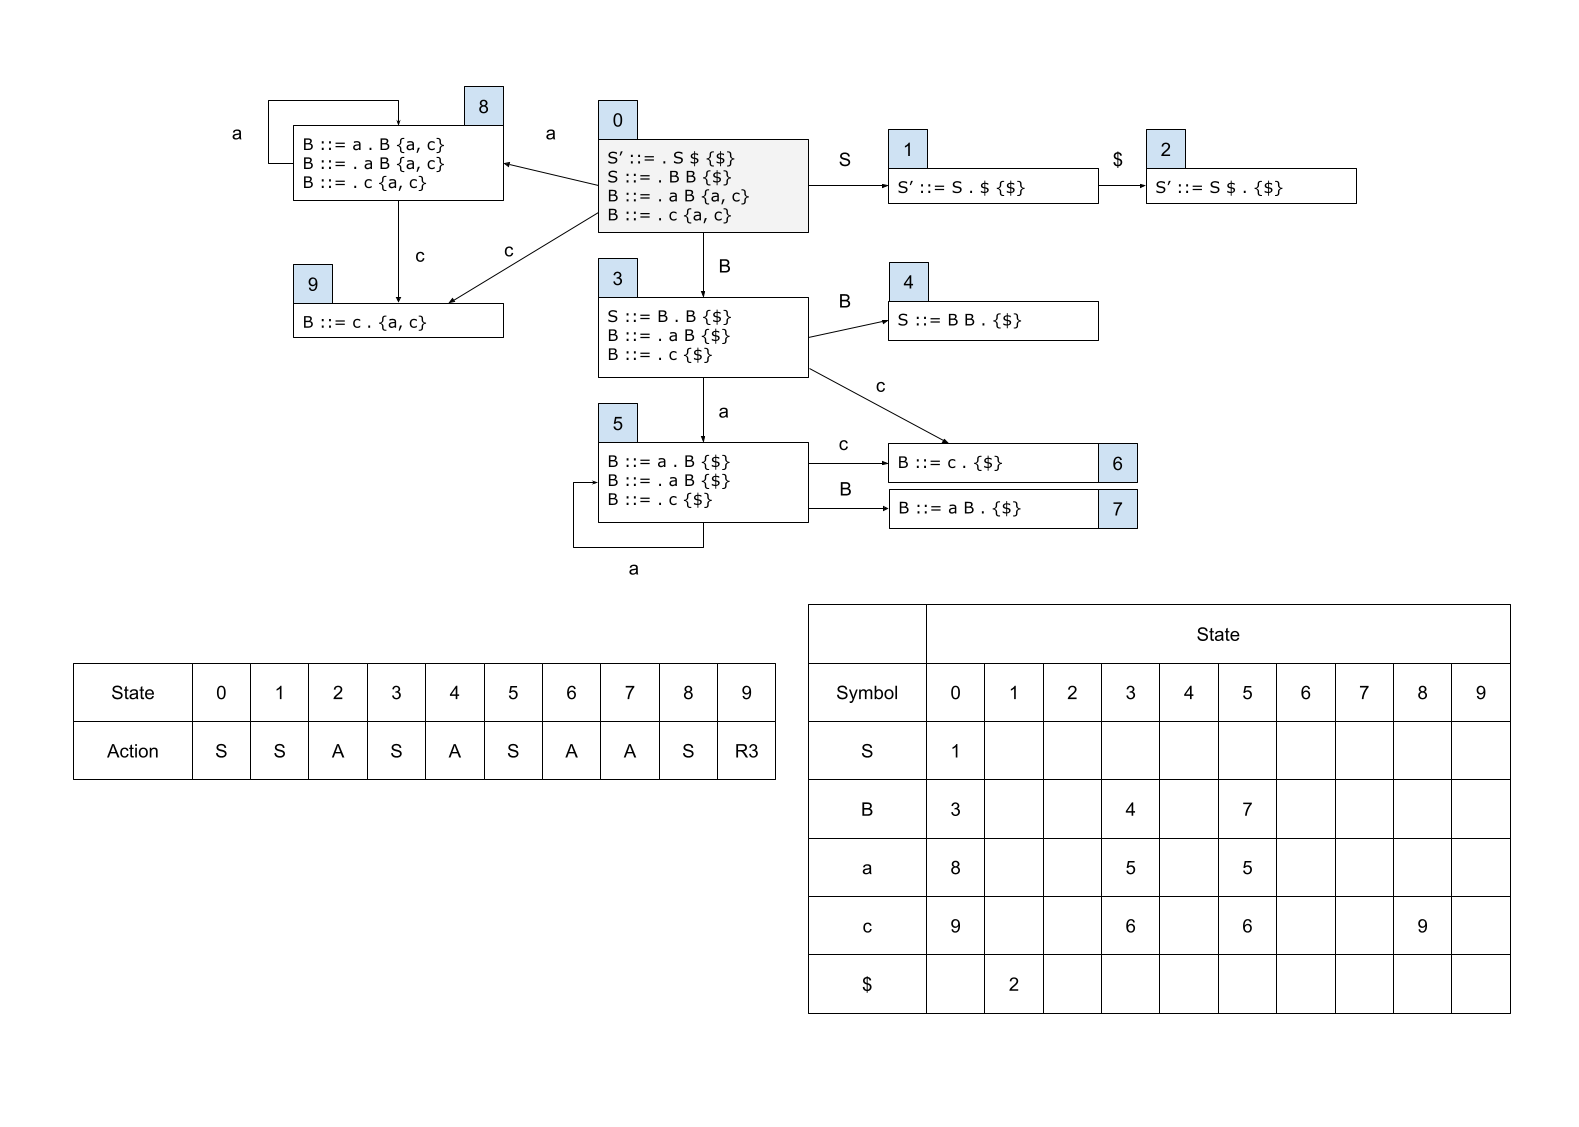 8
B ::= a . B {a, c}
B ::= . a B {a, c}
B ::= . c {a, c}
a
a
0
S’ ::= . S $ {$}
S ::= . B B {$}
B ::= . a B {a, c}
B ::= . c {a, c}
S
1
S’ ::= S . $ {$}
$
2
S’ ::= S $ . {$}
c
c
B
9
B ::= c . {a, c}
3
S ::= B . B {$}
B ::= . a B {$}
B ::= . c {$}
B
4
S ::= B B . {$}
c
a
5
B ::= a . B {$}
B ::= . a B {$}
B ::= . c {$}
c
B ::= c . {$} 6
B
B ::= a B . {$} 7
a
State 0 1 2 3 4 5 6 7 8 9
Action S S A S A S A A S R3
State
Symbol 0 1 2 3 4 5 6 7 8 9
S 1
B 3 4 7
a 8 5 5
c 9 6 6 9
$ 2